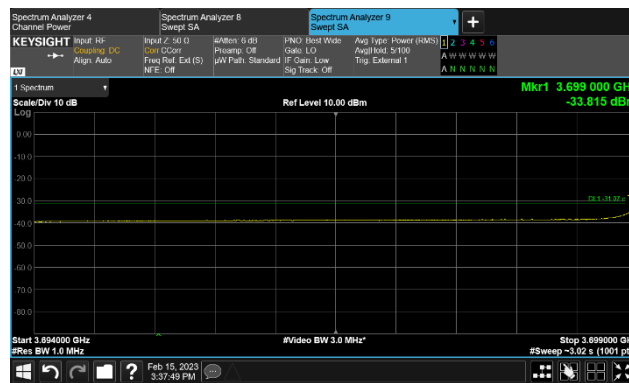 Spectrum Analyzer 4
Channel Power
Spectrum Analyzer 8
Swept SA
Spectrum Analyzer 9
Swept SA
+
KEYSIGHT
Input: RF
Coupling: DC
Align: Auto
Input Z: 50 Ω
Corr CCorr
Freq Ref: Ext (S)
NFE: Off
#Atten: 6 dB
Preamp: Off
µW Path: Standard
PNO: Best Wide
Gate: LO
IF Gain: Low
Sig Track: Off
Avg Type: Power (RMS)
Avg|Hold: 5/100
Trig: External 1
1 2 3 4 5 6
A W W W W W
A N N N N N
LXI
1 Spectrum
Scale/Div 10 dB
Log
Ref Level 10.00 dBm
Mkr1 3.699 000 GH
-33.815 dB
0.00
-10.0
-20.0
-30.0
-40.0
-50.0
-60.0
-70.0
-80.0
DL1 -31.37 d
Start 3.694000 GHz
#Res BW 1.0 MHz
#Video BW 3.0 MHz*
Stop 3.699000 GH
#Sweep ~3.02 s (1001 pt
?
Feb 15, 2023
3:37:49 PM